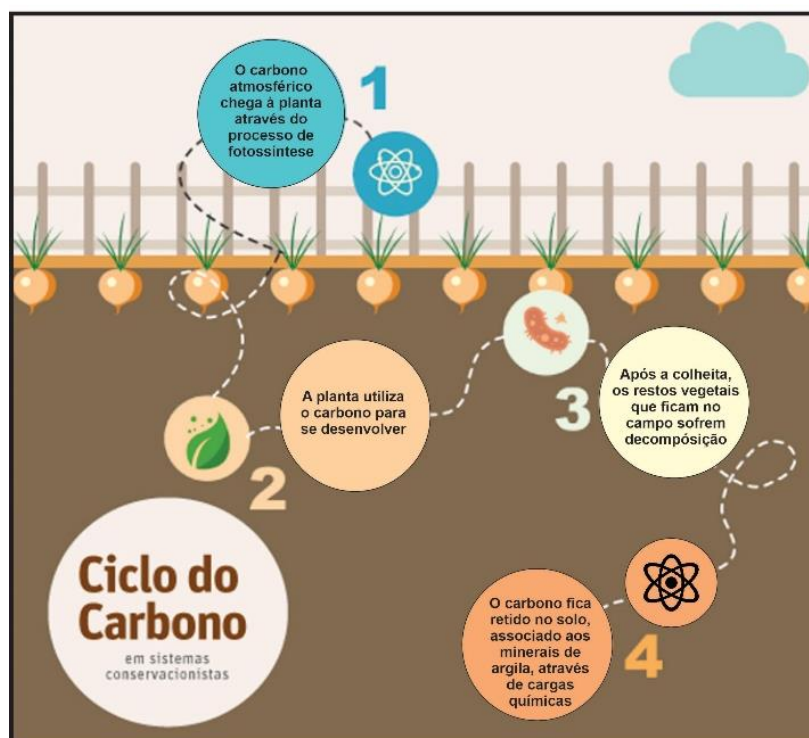 O carbono
atmosférico
chega à planta
através do
processo de
fotossíntese
1
A planta utiliza
o carbono para
se desenvolver
2
Após a colheita,
os restos vegetais
que ficam no
campo sofrem
decompósição
3
O carbono fica
retido no solo,
associado aos
minerais de
argila, através
de cargas
químicas
4
Ciclo do
Carbono
em sistemas
conservacionistas